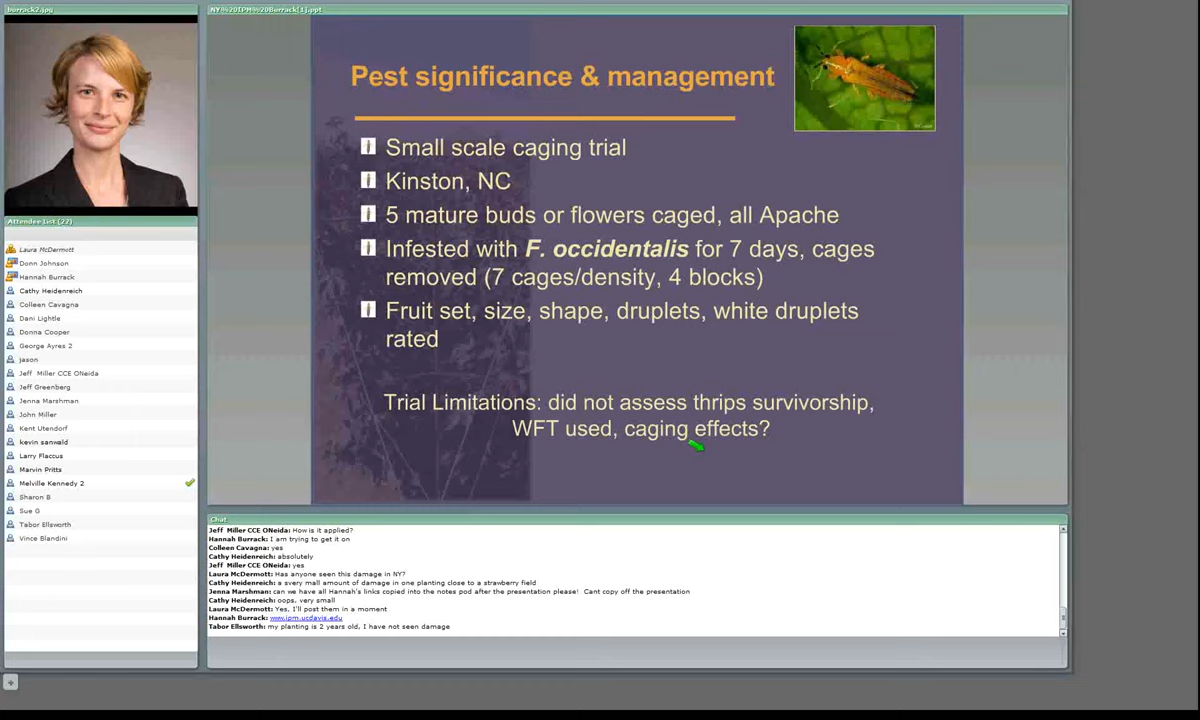 burrack2.jpg
NY%20IPM%20Burrack[1].ppt
Pest significance & management
Small scale caging trial
Kinston, NC
5 mature buds or flowers caged, all Apache
Infested with F. occidentalis for 7 days, cages
removed (7 cages/density, 4 blocks)
Fruit set, size, shape, druplets, white druplets
rated
Trial Limitations: did not assess thrips survivorship,
WFT used, caging effects?
Attendee List (22)
Laura McDermott
Donn Johnson
Hannah Burrack
Cathy Heidenreich
Colleen Cavagna
Dani Lightle
Donna Cooper
George Ayres 2
jason
Jeff Miller CCE ONeida
Jeff Greenberg
Jenna Marshman
John Miller
Kent Utendorf
kevin sanwald
Larry Flaccus
Marvin Pritts
Melville Kennedy 2
Sharon B
Sue G
Tabor Ellsworth
Vince Biandini
Chat
Jeff Miller CCE ONeida: How is it applied?
Hannah Burrack: I am trying to get it on
Colleen Cavagna: yes
Cathy Heidenreich: absolutely
Jeff Miller CCE ONeida: yes
Laura McDermott: Has anyone seen this damage in NY?
Cathy Heidenreich: a svery mall amount of damage in one planting close to a strawberry field
Jenna Marshman: can we have all Hannah's links copied into the notes pod after the presentation please! Cant copy off the presentation
Cathy Heidenreich: oops, very small
Laura McDermott: Yes, I'll post them in a moment
Hannah Burrack: www.ipm.ucdavis.edu
Tabor Ellsworth: my planting is 2 years old, I have not seen damage